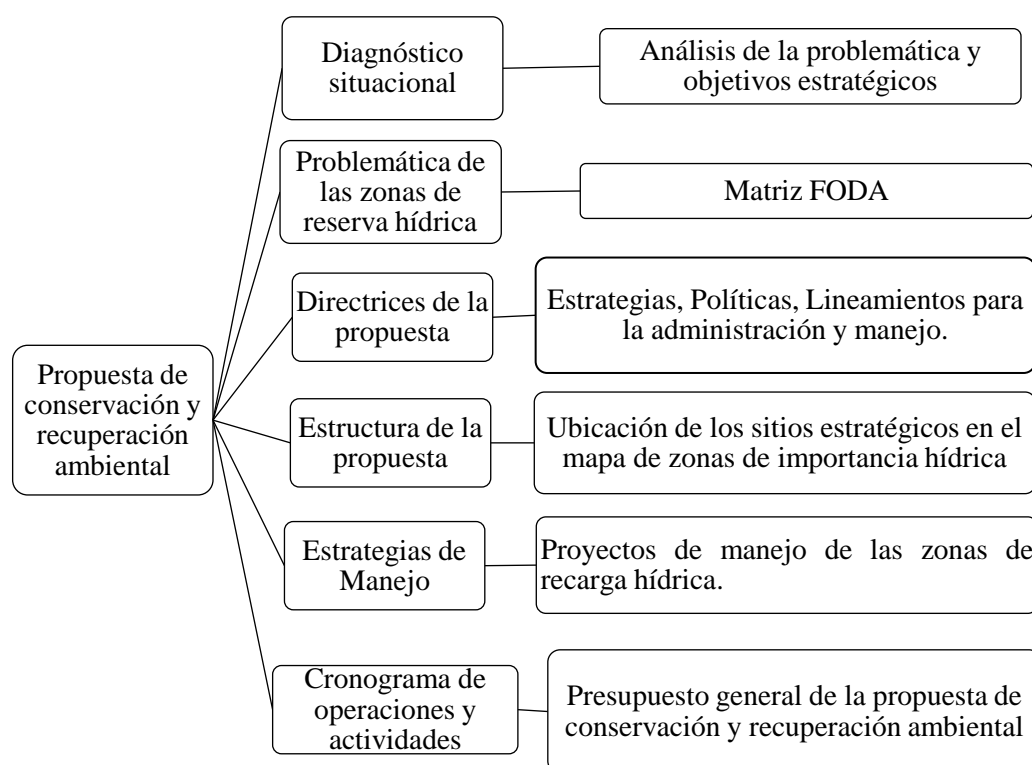 Propuesta de
conservación y
recuperación
ambiental
Diagnóstico
situacional
Análisis de la problemática y
objetivos estratégicos
Problemática de
las zonas de
reserva hídrica
Matriz FODA
Directrices de la
propuesta
Estrategias, Políticas, Lineamientos para
la administración y manejo.
Estructura de la
propuesta
Ubicación de los sitios estratégicos en el
mapa de zonas de importancia hídrica
Estrategias de
Manejo
Proyectos de manejo de las zonas de
recarga hídrica.
Cronograma de
operaciones y
actividades
Presupuesto general de la propuesta de
conservación y recuperación ambiental